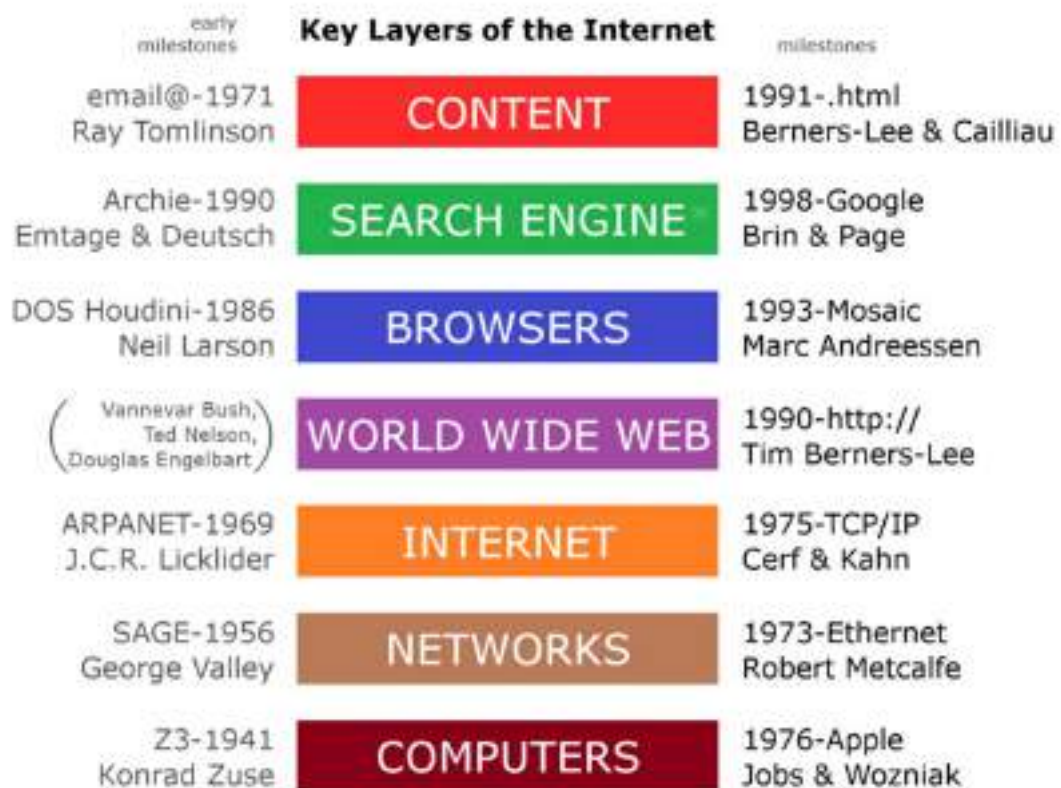 early
milestones
Key Layers of the Internet
milestones
email@-1971
Ray Tomlinson
CONTENT
1991-.html
Berners-Lee & Cailliau
Archie-1990
Emtage & Deutsch
SEARCH ENGINE
1998-Google
Brin & Page
DOS Houdini-1986
Neil Larson
BROWSERS
1993-Mosaic
Marc Andreessen
(Vannevar Bush,
Ted Nelson,
Douglas Engelbart)
WORLD WIDE WEB
1990-http://
Tim Berners-Lee
ARPANET-1969
J.C.R. Licklider
INTERNET
1975-TCP/IP
Cerf & Kahn
SAGE-1956
George Valley
NETWORKS
1973-Ethernet
Robert Metcalfe
Z3-1941
Konrad Zuse
COMPUTERS
1976-Apple
Jobs & Wozniak